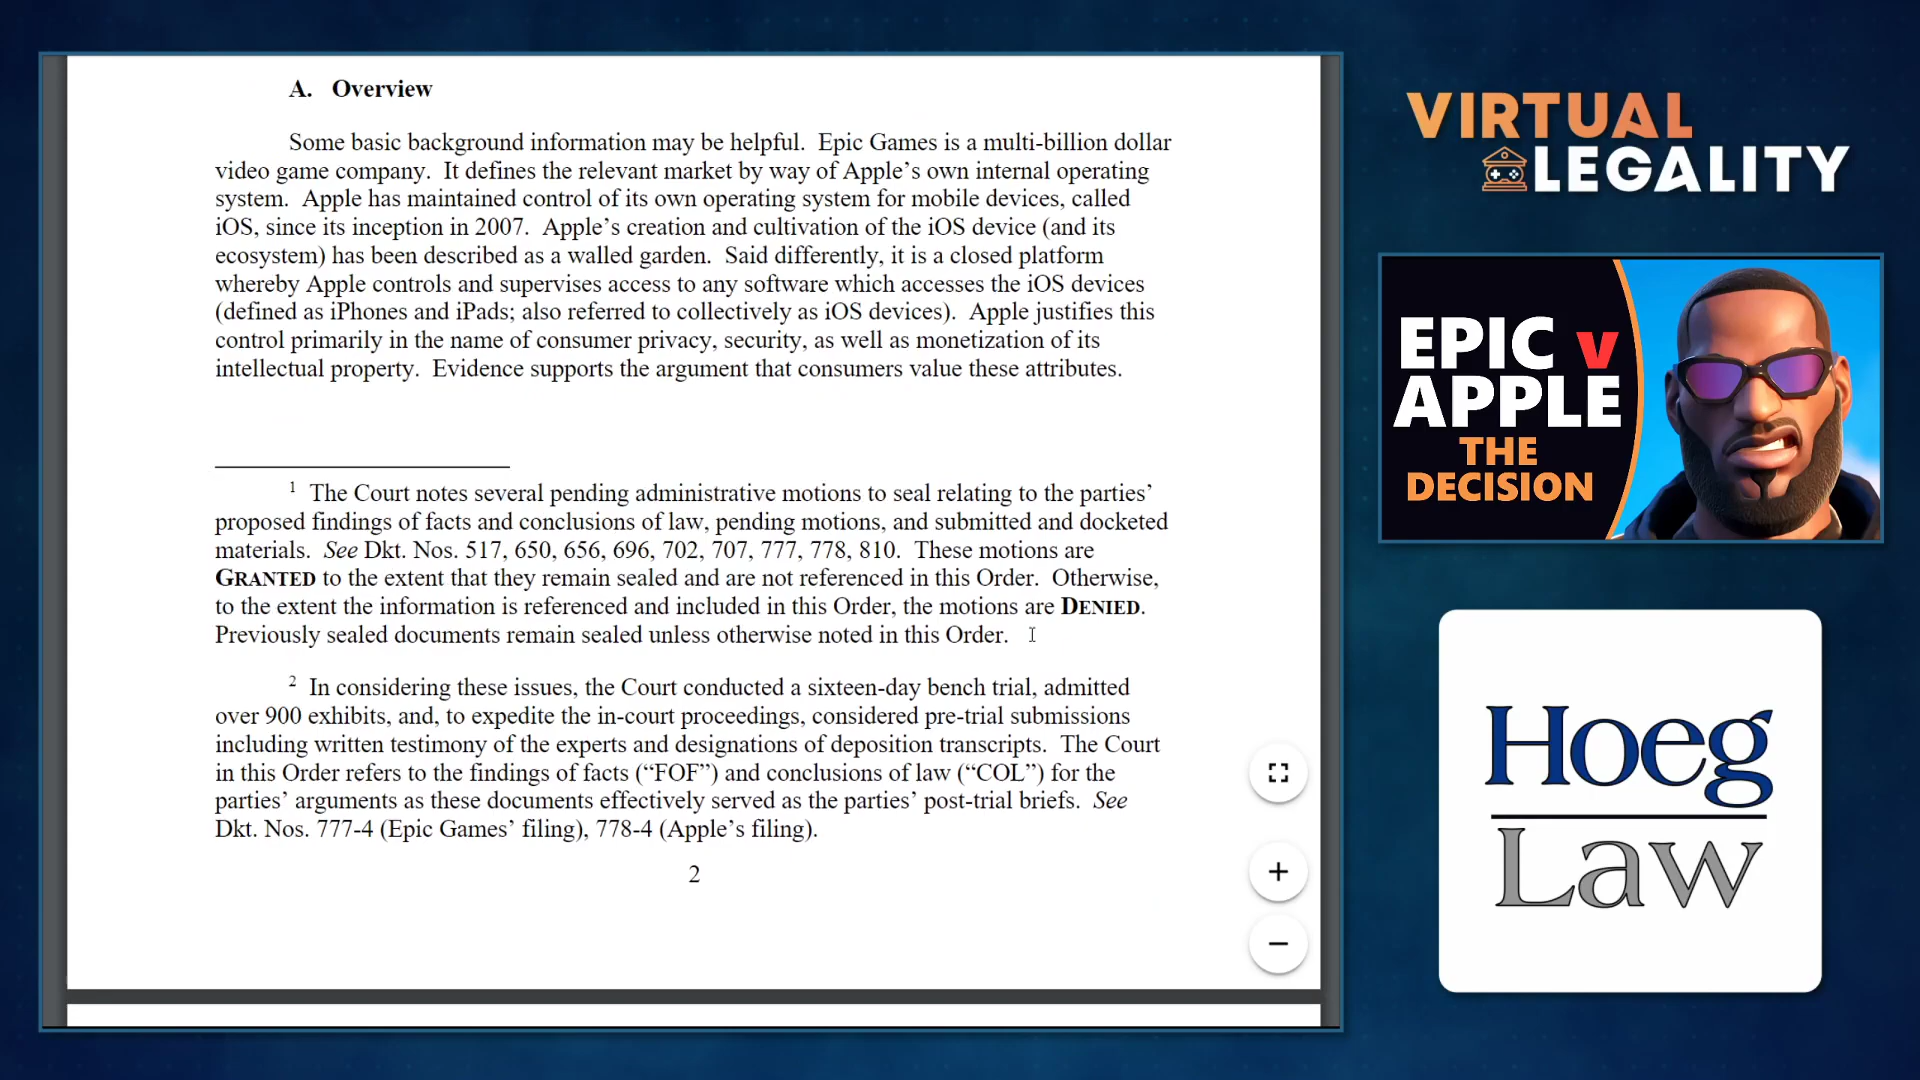 A. Overview
Some basic background information may be helpful. Epic Games is a multi-billion dollar
video game company. It defines the relevant market by way of Apple’s own internal operating
system. Apple has maintained control of its own operating system for mobile devices, called
iOS, since its inception in 2007. Apple’s creation and cultivation of the iOS device (and its
ecosystem) has been described as a walled garden. Said differently, it is a closed platform
whereby Apple controls and supervises access to any software which accesses the iOS devices
(defined as iPhones and iPads; also referred to collectively as iOS devices). Apple justifies this
control primarily in the name of consumer privacy, security, as well as monetization of its
intellectual property. Evidence supports the argument that consumers value these attributes.
1 The Court notes several pending administrative motions to seal relating to the parties’
proposed findings of facts and conclusions of law, pending motions, and submitted and docketed
materials. See Dkt. Nos. 517, 650, 656, 696, 702, 707, 777, 778, 810. These motions are
GRANTED to the extent that they remain sealed and are not referenced in this Order. Otherwise,
to the extent the information is referenced and included in this Order, the motions are DENIED.
Previously sealed documents remain sealed unless otherwise noted in this Order.
2 In considering these issues, the Court conducted a sixteen-day bench trial, admitted
over 900 exhibits, and, to expedite the in-court proceedings, considered pre-trial submissions
including written testimony of the experts and designations of deposition transcripts. The Court
in this Order refers to the findings of facts (“FOF”) and conclusions of law (“COL”) for the
parties’ arguments as these documents effectively served as the parties’ post-trial briefs. See
Dkt. Nos. 777-4 (Epic Games’ filing), 778-4 (Apple’s filing).
2
VIRTUAL
LEGALITY
EPIC v
APPLE
THE
DECISION
Hoeg
Law